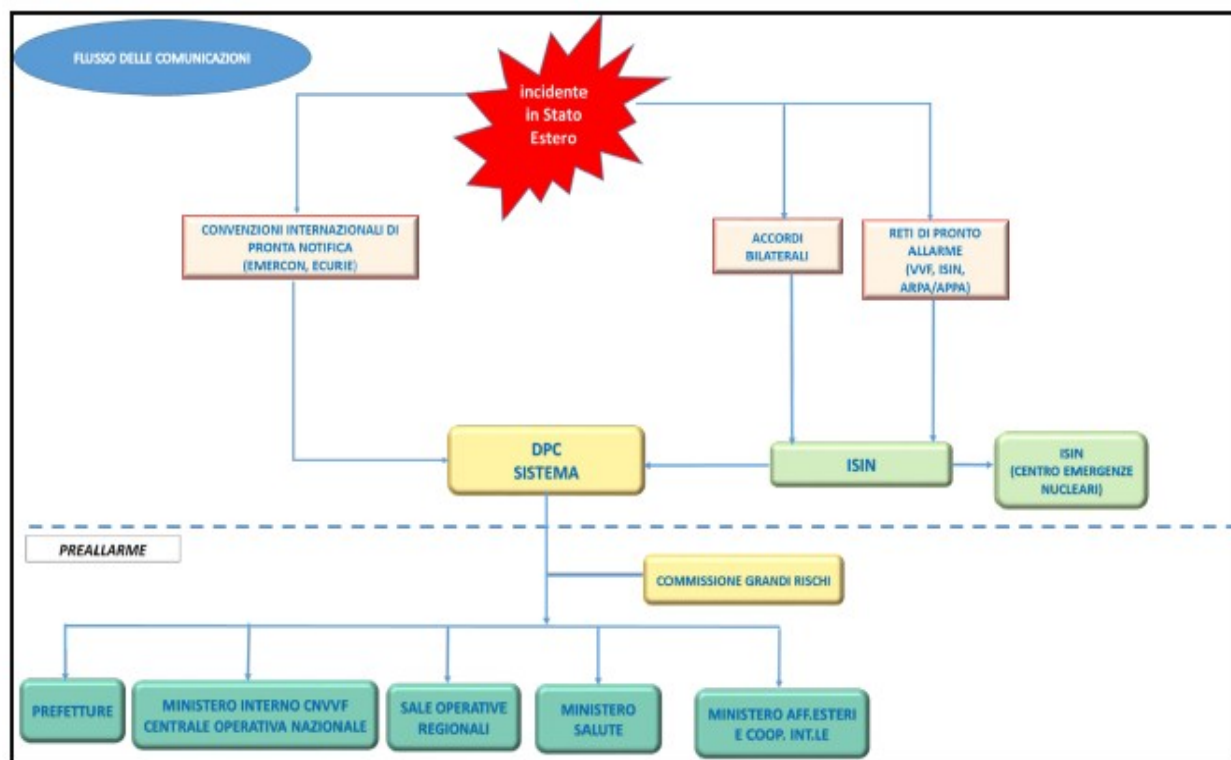 FLUSSO DELLE COMUNICAZIONI
incidente
in Stato
Estero
CONVENZIONI INTERNAZIONALI DI
PRONTA NOTIFICA
(EMERCON, ECURIE)
ACCORDI
BILATERALI
RETI DI PRONTO
ALLARME
(VVF, ISIN,
ARPA/APPA)
DPC
SISTEMA
ISIN
ISIN
(CENTRO EMERGENZE
NUCLEARI)
PREALLARME
COMMISSIONE GRANDI RISCHI
PREFETTURE
MINISTERO INTERNO CNVVF
CENTRALE OPERATIVA NAZIONALE
SALE OPERATIVE
REGIONALI
MINISTERO
SALUTE
MINISTERO AFF.ESTERI
E COOP. INT.LE